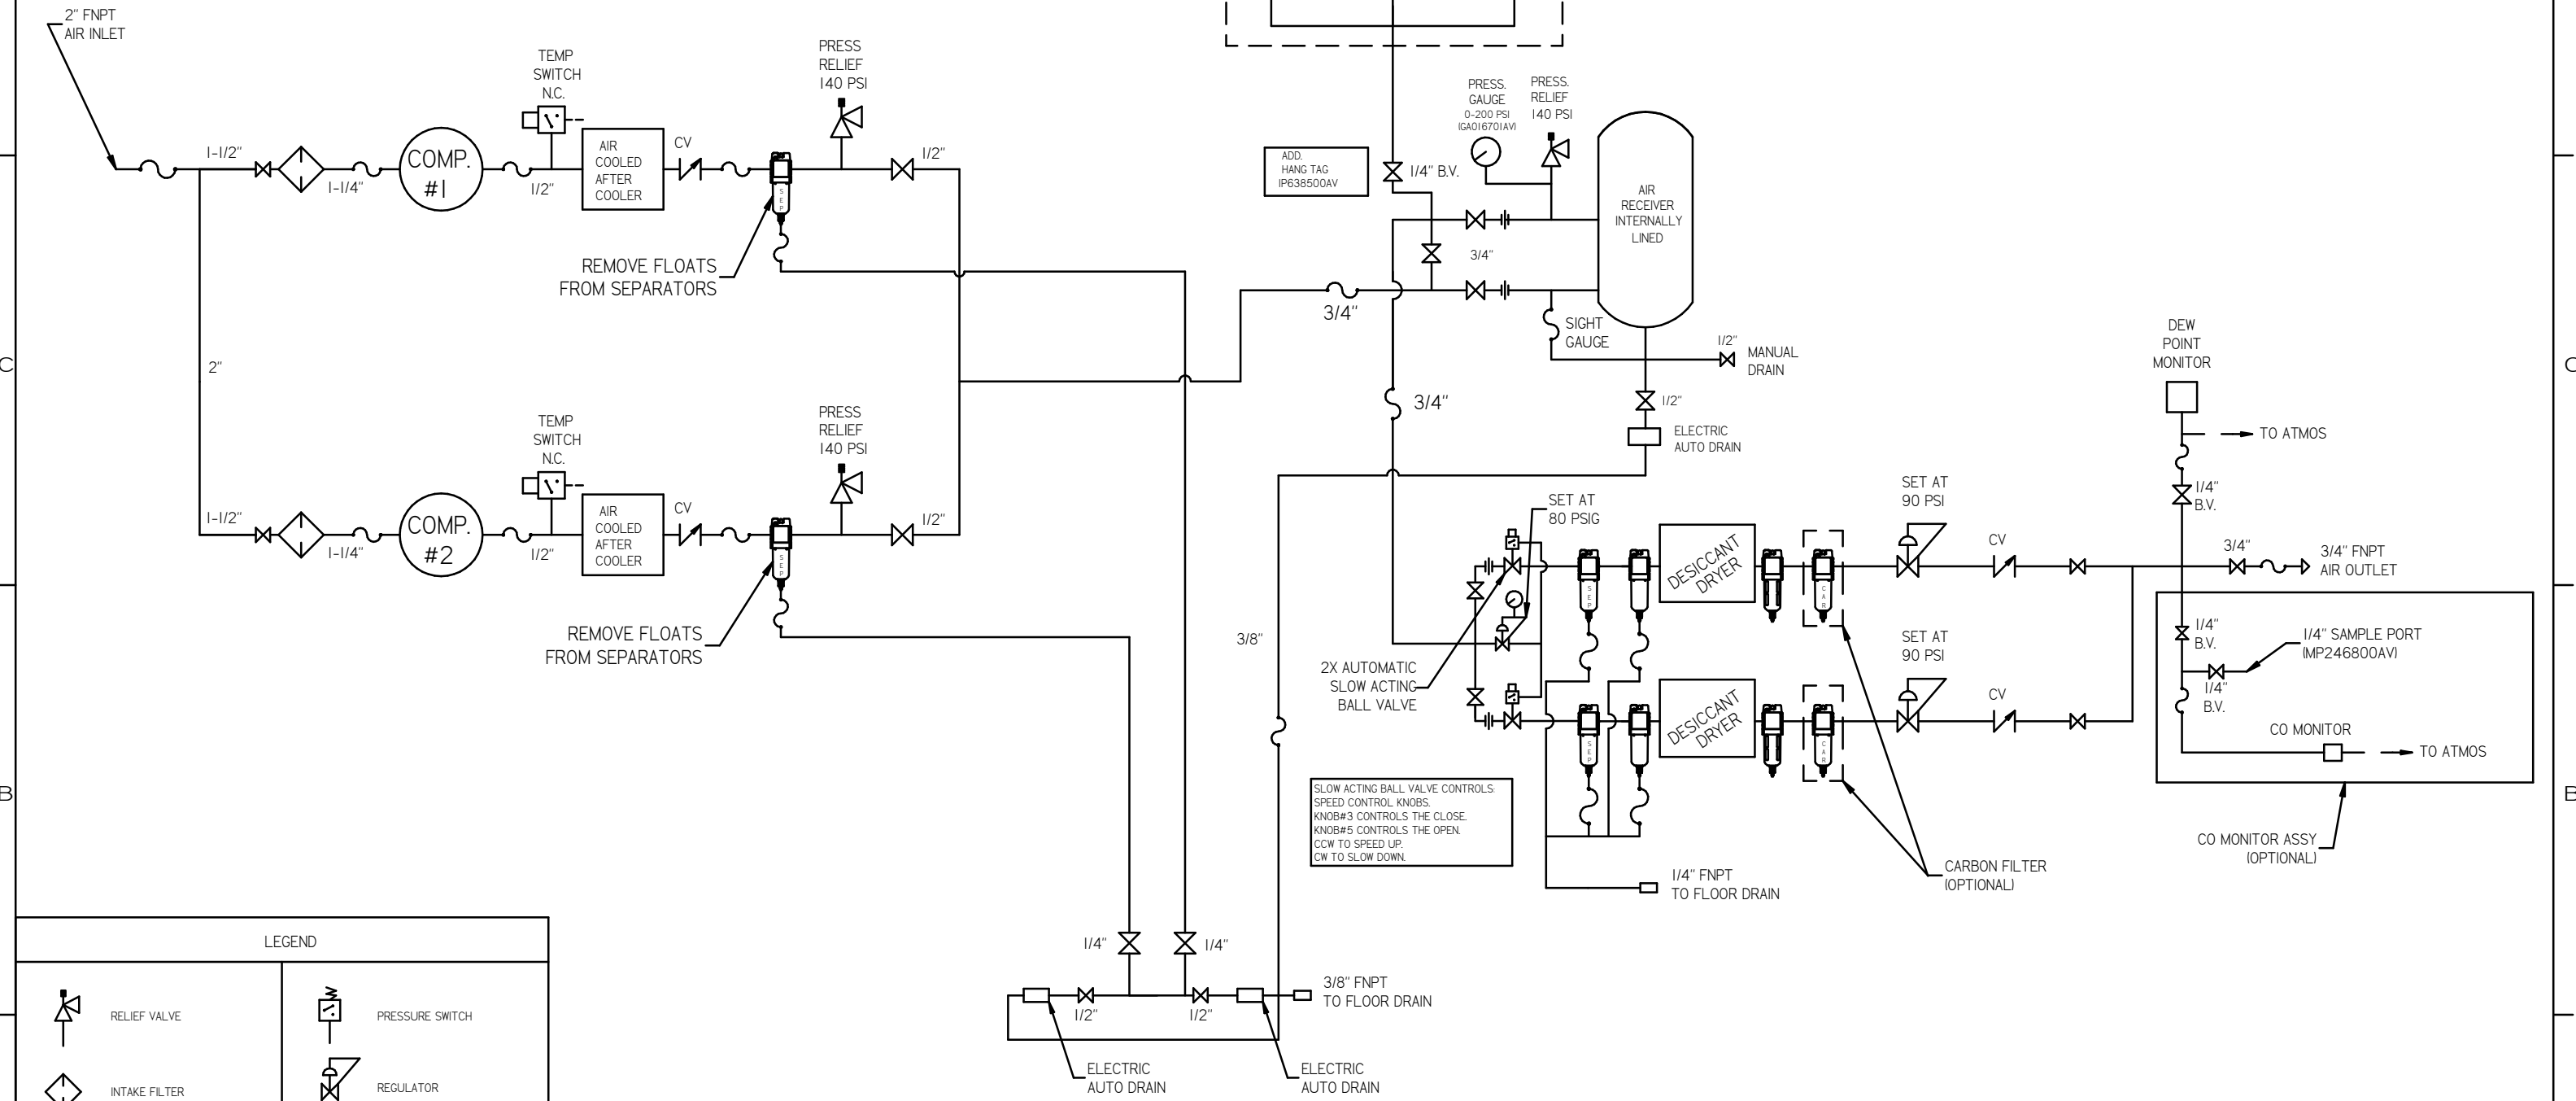 2" FNPT
AIR INLET
1-1/2"
1-1/4"
COMP.
#1
TEMP
SWITCH
N.C.
1/2"
AIR
COOLED
AFTER
COOLER
CV
SEP
PRESS
RELIEF
140 PSI
1/2"
REMOVE FLOATS
FROM SEPARATORS
2"
C
C
1-1/2"
1-1/4"
COMP.
#2
TEMP
SWITCH
N.C.
1/2"
AIR
COOLED
AFTER
COOLER
CV
SEP
PRESS
RELIEF
140 PSI
1/2"
REMOVE FLOATS
FROM SEPARATORS
ADD.
HANG TAG
IP638500AV
1/4" B.V.
PRESS.
GAUGE
0-200 PSI
(GA016701AV)
PRESS.
RELIEF
140 PSI
AIR
RECEIVER
INTERNALLY
LINED
3/4"
3/4"
SIGHT
GAUGE
1/2"
MANUAL
DRAIN
3/4"
1/2"
ELECTRIC
AUTO DRAIN
SET AT
80 PSIG
DESICCANT
DRYER
SEP
CAR
SET AT
90 PSI
CV
DEW
POINT
MONITOR
TO ATMOS
1/4"
B.V.
3/4"
3/4" FNPT
AIR OUTLET
3/8"
2X AUTOMATIC
SLOW ACTING
BALL VALVE
DESICCANT
DRYER
SEP
CAR
SET AT
90 PSI
CV
1/4"
B.V.
1/4" SAMPLE PORT
(MP246800AV)
1/4"
B.V.
CO MONITOR
TO ATMOS
B
B
SLOW ACTING BALL VALVE CONTROLS:
SPEED CONTROL KNOBS.
KNOB#3 CONTROLS THE CLOSE.
KNOB#5 CONTROLS THE OPEN.
CCW TO SPEED UP.
CW TO SLOW DOWN.
CO MONITOR ASSY
(OPTIONAL)
CARBON FILTER
(OPTIONAL)
1/4" FNPT
TO FLOOR DRAIN
1/4"
1/4"
3/8" FNPT
TO FLOOR DRAIN
1/2"
1/2"
ELECTRIC
AUTO DRAIN
ELECTRIC
AUTO DRAIN
LEGEND
RELIEF VALVE
PRESSURE SWITCH
INTAKE FILTER
REGULATOR